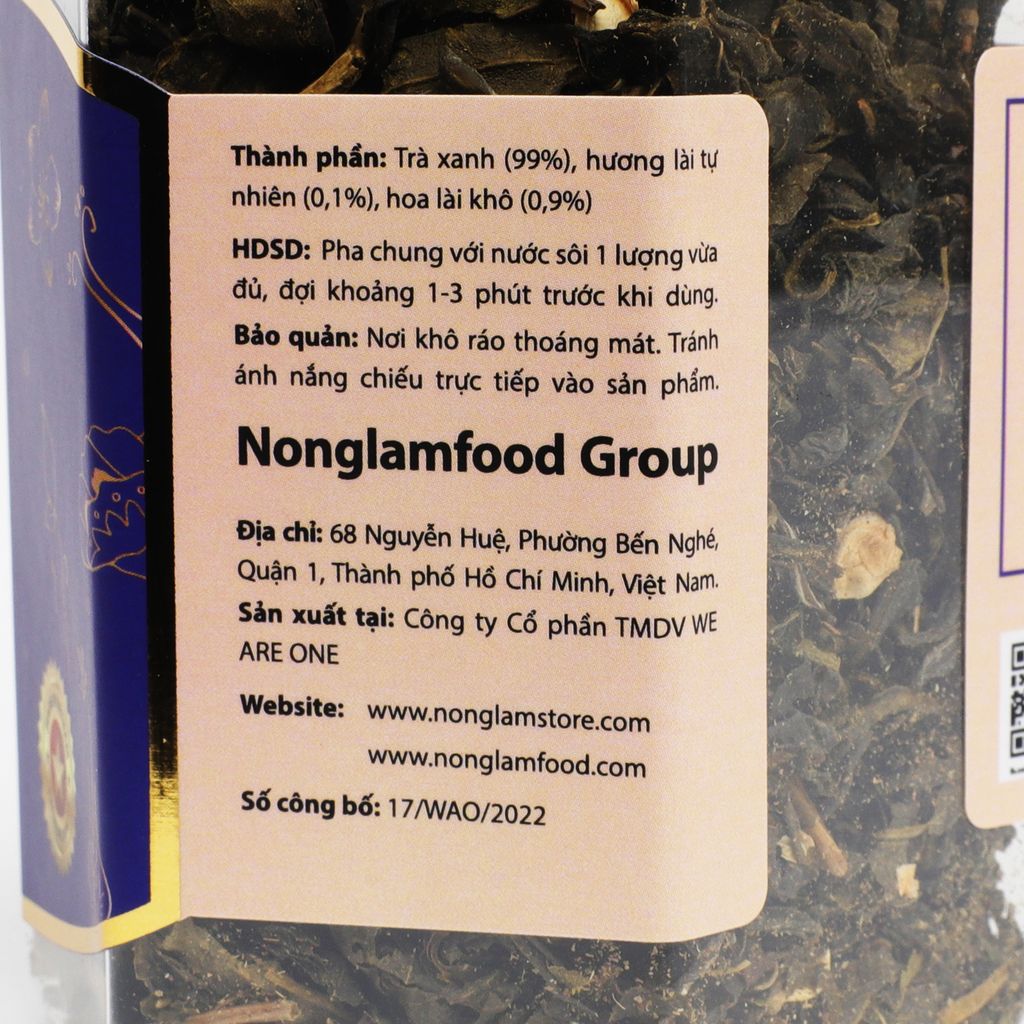 Thành phần: Trà xanh (99%), hương lài tự
nhiên (0,1%), hoa lài khô (0,9%)
HDSD: Pha chung với nước sôi 1 lượng vừa
đủ, đợi khoảng 1-3 phút trước khi dùng.
Bảo quản: Nơi khô ráo thoáng mát. Tránh
ánh nắng chiếu trực tiếp vào sản phẩm.
Nonglamfood Group
Địa chỉ: 68 Nguyễn Huệ, Phường Bến Nghé,
Quận 1, Thành phố Hồ Chí Minh, Việt Nam.
Sản xuất tại: Công ty Cổ phần TMDV WE
ARE ONE
Website: www.nonglamstore.com
www.nonglamfood.com
Số công bố: 17/WAO/2022